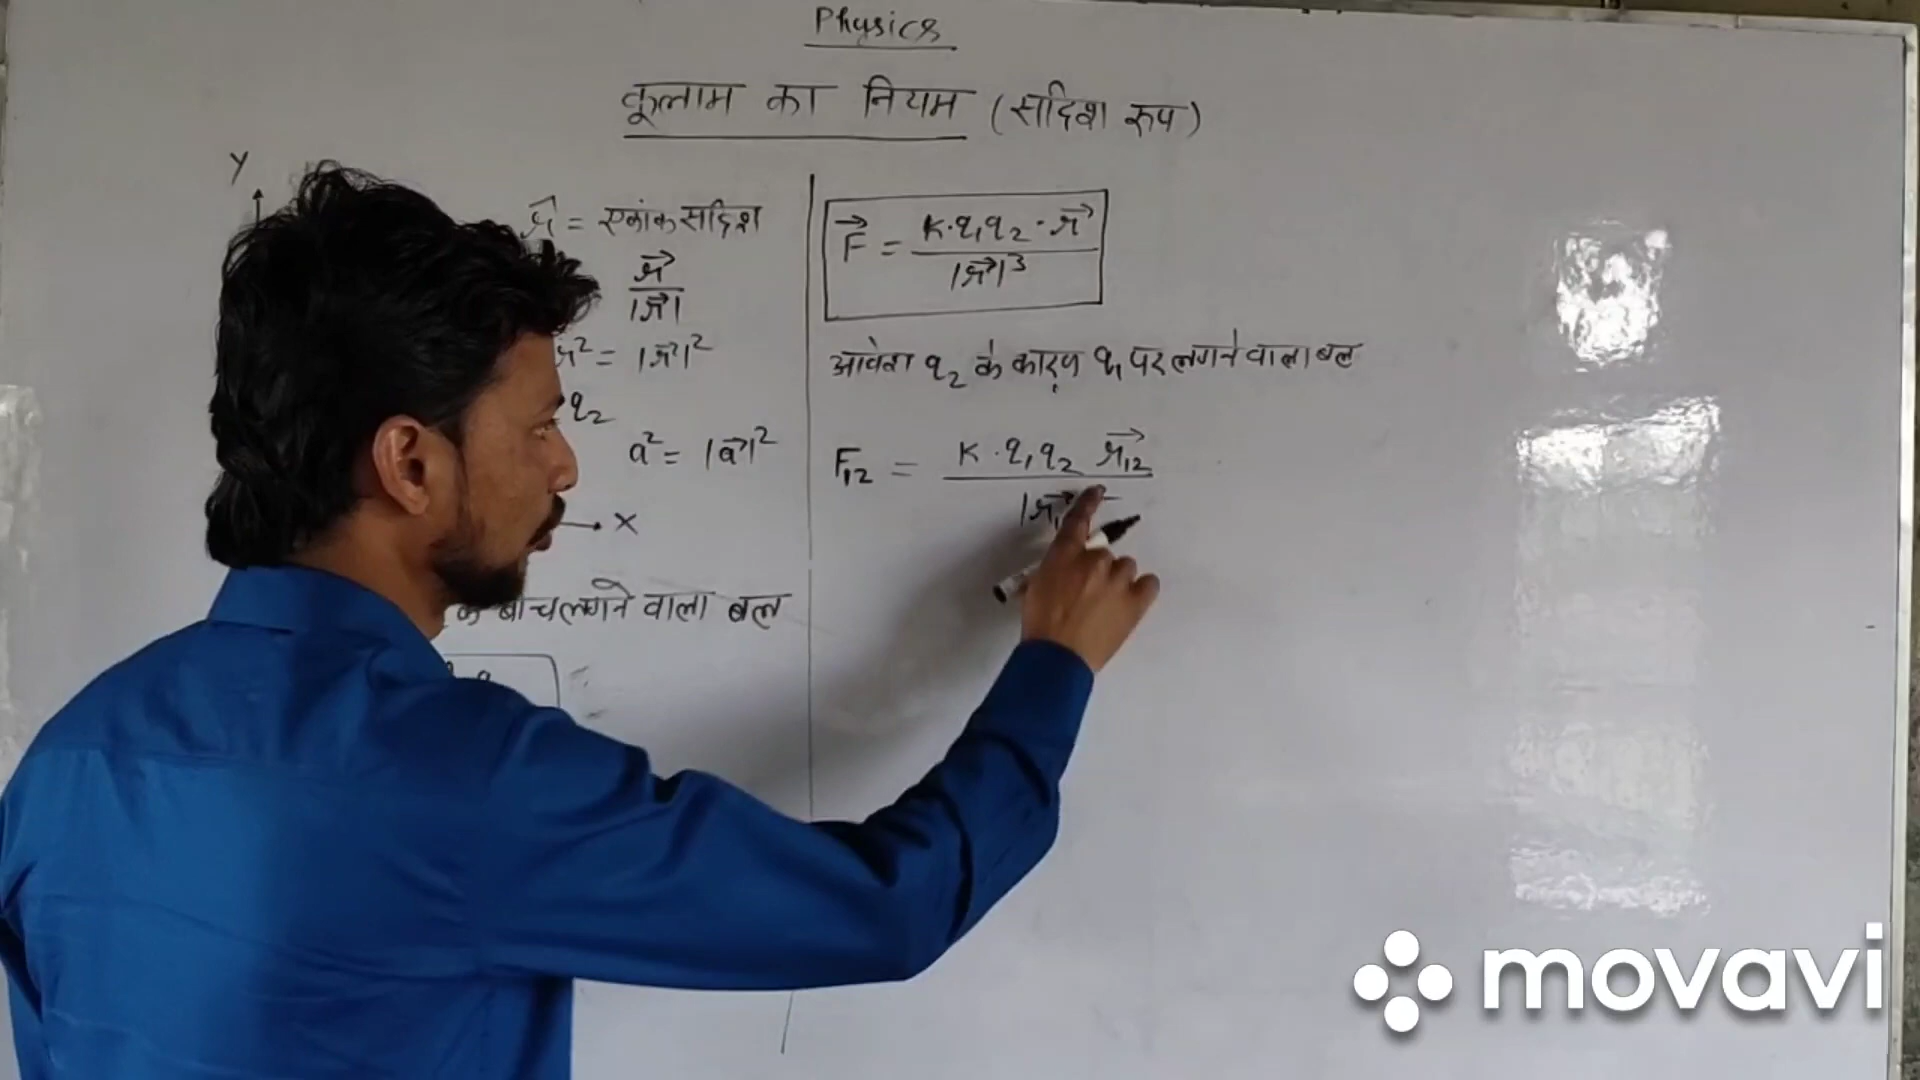 Physics
कूलाम का नियम (सदिश रूप)
Y
r⃗ = एकांक सदिश
r⃗ / |r⃗|
r² = |r⃗|²
q₂
a² = |a⃗|²
X
के बीच लगने वाला बल
F⃗ = K·q₁q₂·r⃗ / |r⃗|³
आवेश q₂ के कारण q₁ पर लगने वाला बल
F₁₂ = K·q₁q₂ r⃗₁₂
movavi